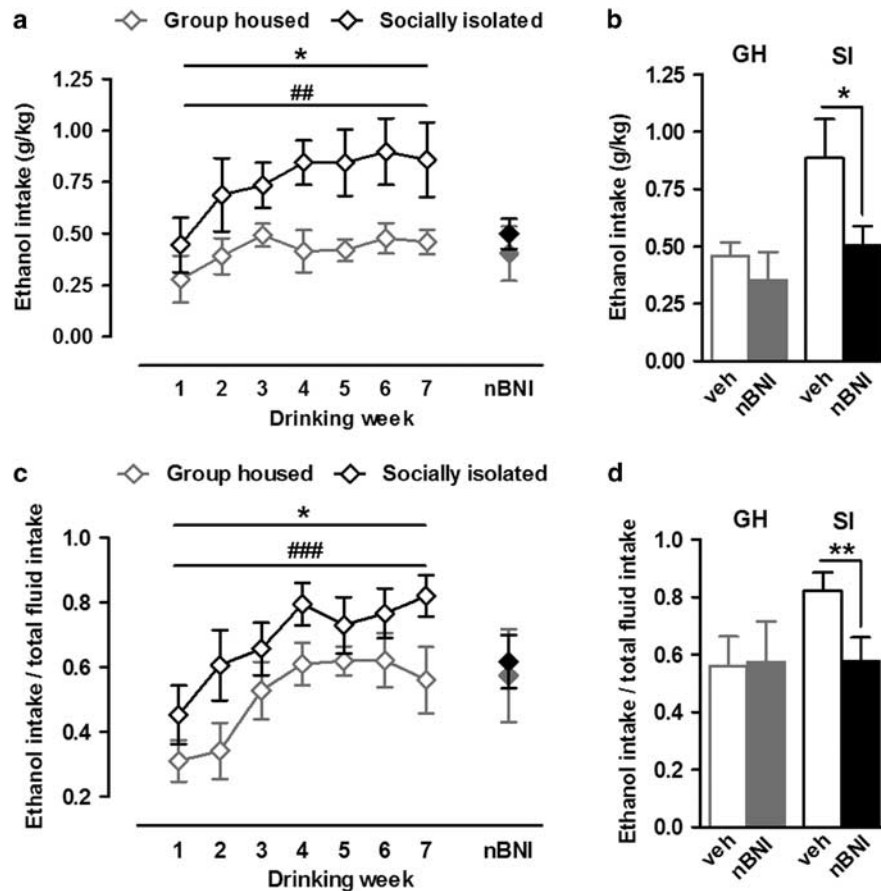 a
Group housed
Socially isolated
*
##
Ethanol intake (g/kg)
1.25
1.00
0.75
0.50
0.25
0.00
1 2 3 4 5 6 7 nBNI
Drinking week
b
GH SI
*
Ethanol intake (g/kg)
1.25
1.00
0.75
0.50
0.25
0.00
veh nBNI veh nBNI
c
Group housed
Socially isolated
*
###
Ethanol intake / total fluid intake
1.0
0.8
0.6
0.4
0.2
1 2 3 4 5 6 7 nBNI
Drinking week
d
GH SI
**
Ethanol intake / total fluid intake
1.0
0.8
0.6
0.4
0.2
0.0
veh nBNI veh nBNI